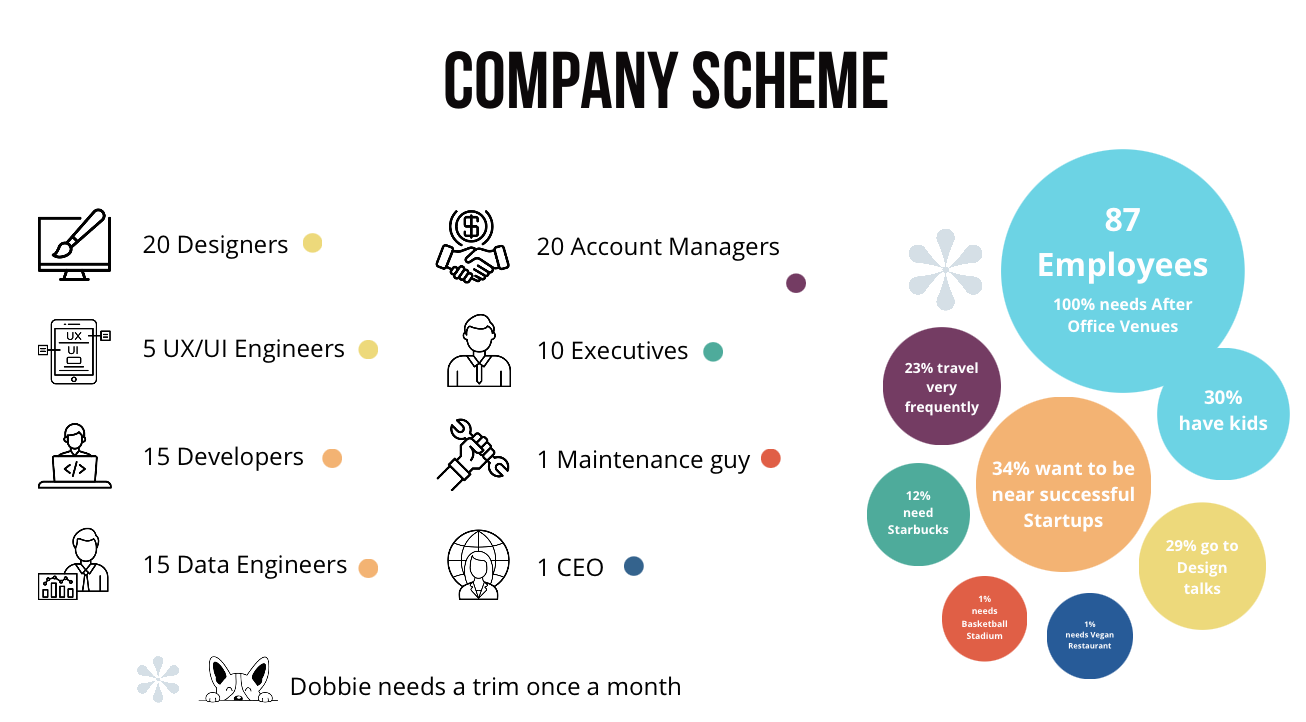 COMPANY SCHEME
20 Designers
5 UX/UI Engineers
15 Developers
15 Data Engineers
20 Account Managers
10 Executives
1 Maintenance guy
1 CEO
UX
UI
Dobbie needs a trim once a month
87
Employees
100% needs After
Office Venues
23% travel
very
frequently
30%
have kids
34% want to be
near successful
Startups
12%
need
Starbucks
29% go to
Design
talks
1%
needs
Basketball
Stadium
1%
needs Vegan
Restaurant